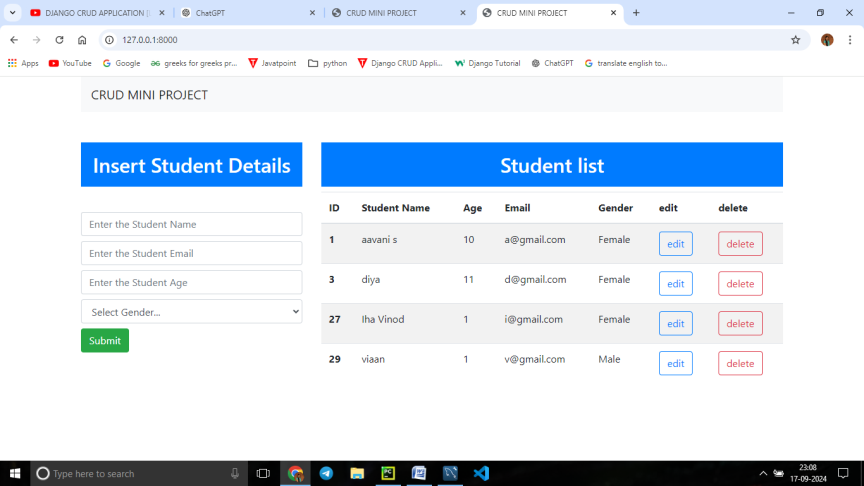 DJANGO CRUD APPLICATION
ChatGPT
CRUD MINI PROJECT
CRUD MINI PROJECT
127.0.0.1:8000
Apps
YouTube
Google
greeks for greeks pr...
Javatpoint
python
Django CRUD Appli...
Django Tutorial
ChatGPT
translate english to...
CRUD MINI PROJECT
Insert Student Details
Enter the Student Name
Enter the Student Email
Enter the Student Age
Select Gender...
Submit
Student list
ID Student Name Age Email Gender edit delete
1 aavani s 10 a@gmail.com Female edit delete
3 diya 11 d@gmail.com Female edit delete
27 Iha Vinod 1 i@gmail.com Female edit delete
29 viaan 1 v@gmail.com Male edit delete
Type here to search
23:08
17-09-2024